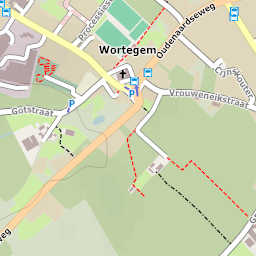 Processies
Wortegem
Oudenaardseweg
Cijnskouter
Vrouweneikstraat
Gotstraat
P
P
weg
G